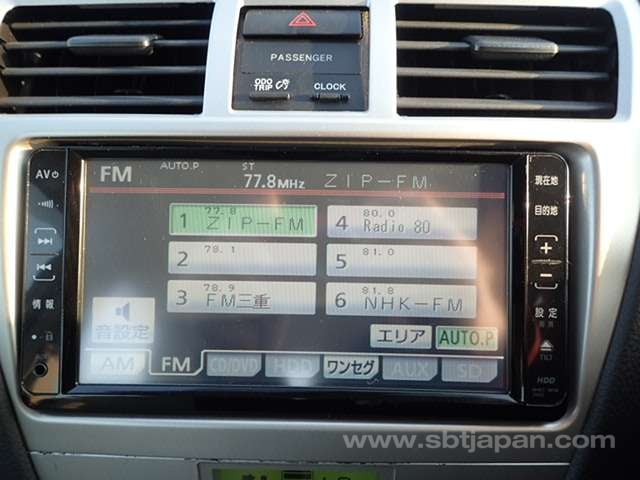 PASSENGER
ODO TRIP
CLOCK
AV
現在地
目的地
情報
設定
HDD
FM AUTO.P ST 77.8MHz ZIP-FM
1 77.8 ZIP-FM
4 80.0 Radio 80
2 78.1
5 81.0
3 78.9 FM三重
6 81.8 NHK-FM
音設定
エリア AUTO.P
AM FM CD/DVD HDD ワンセグ AUX SD
www.sbtjapan.com